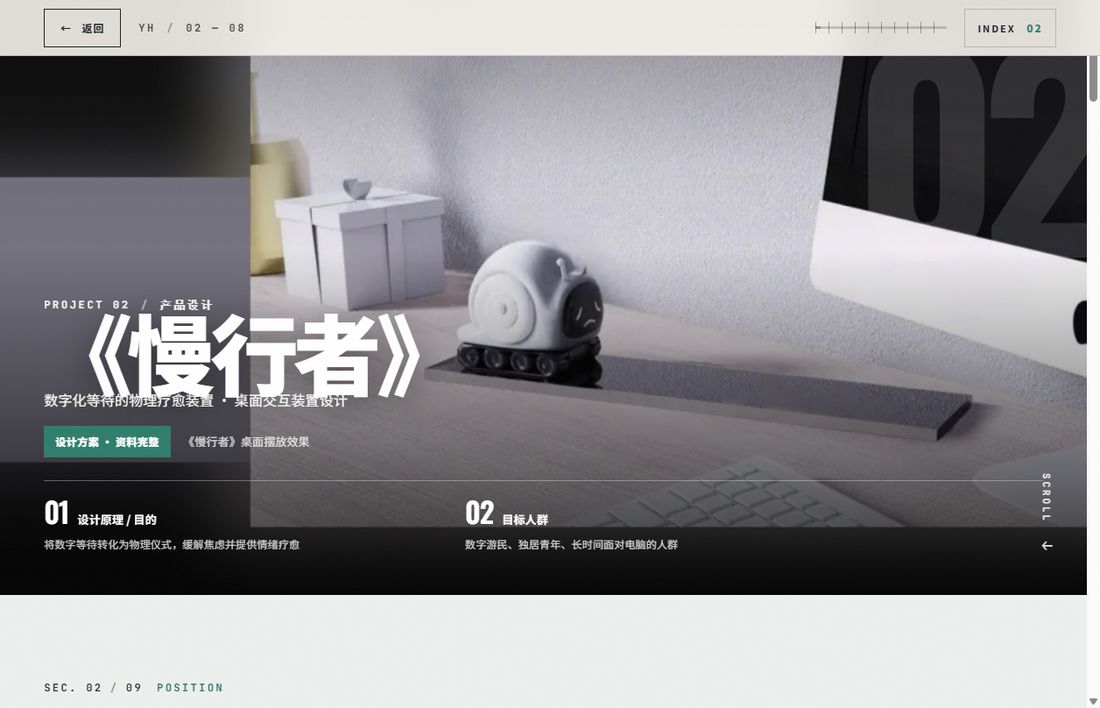 ← 返回
YH / 02 — 08
INDEX 02
02
PROJECT 02 / 产品设计
《慢行者》
数字化等待的物理疗愈装置 · 桌面交互装置设计
设计方案 · 资料完整
《慢行者》桌面摆放效果
01 设计原理 / 目的
将数字等待转化为物理仪式，缓解焦虑并提供情绪疗愈
02 目标人群
数字游民、独居青年、长时间面对电脑的人群
SCROLL
SEC. 02 / 09 POSITION